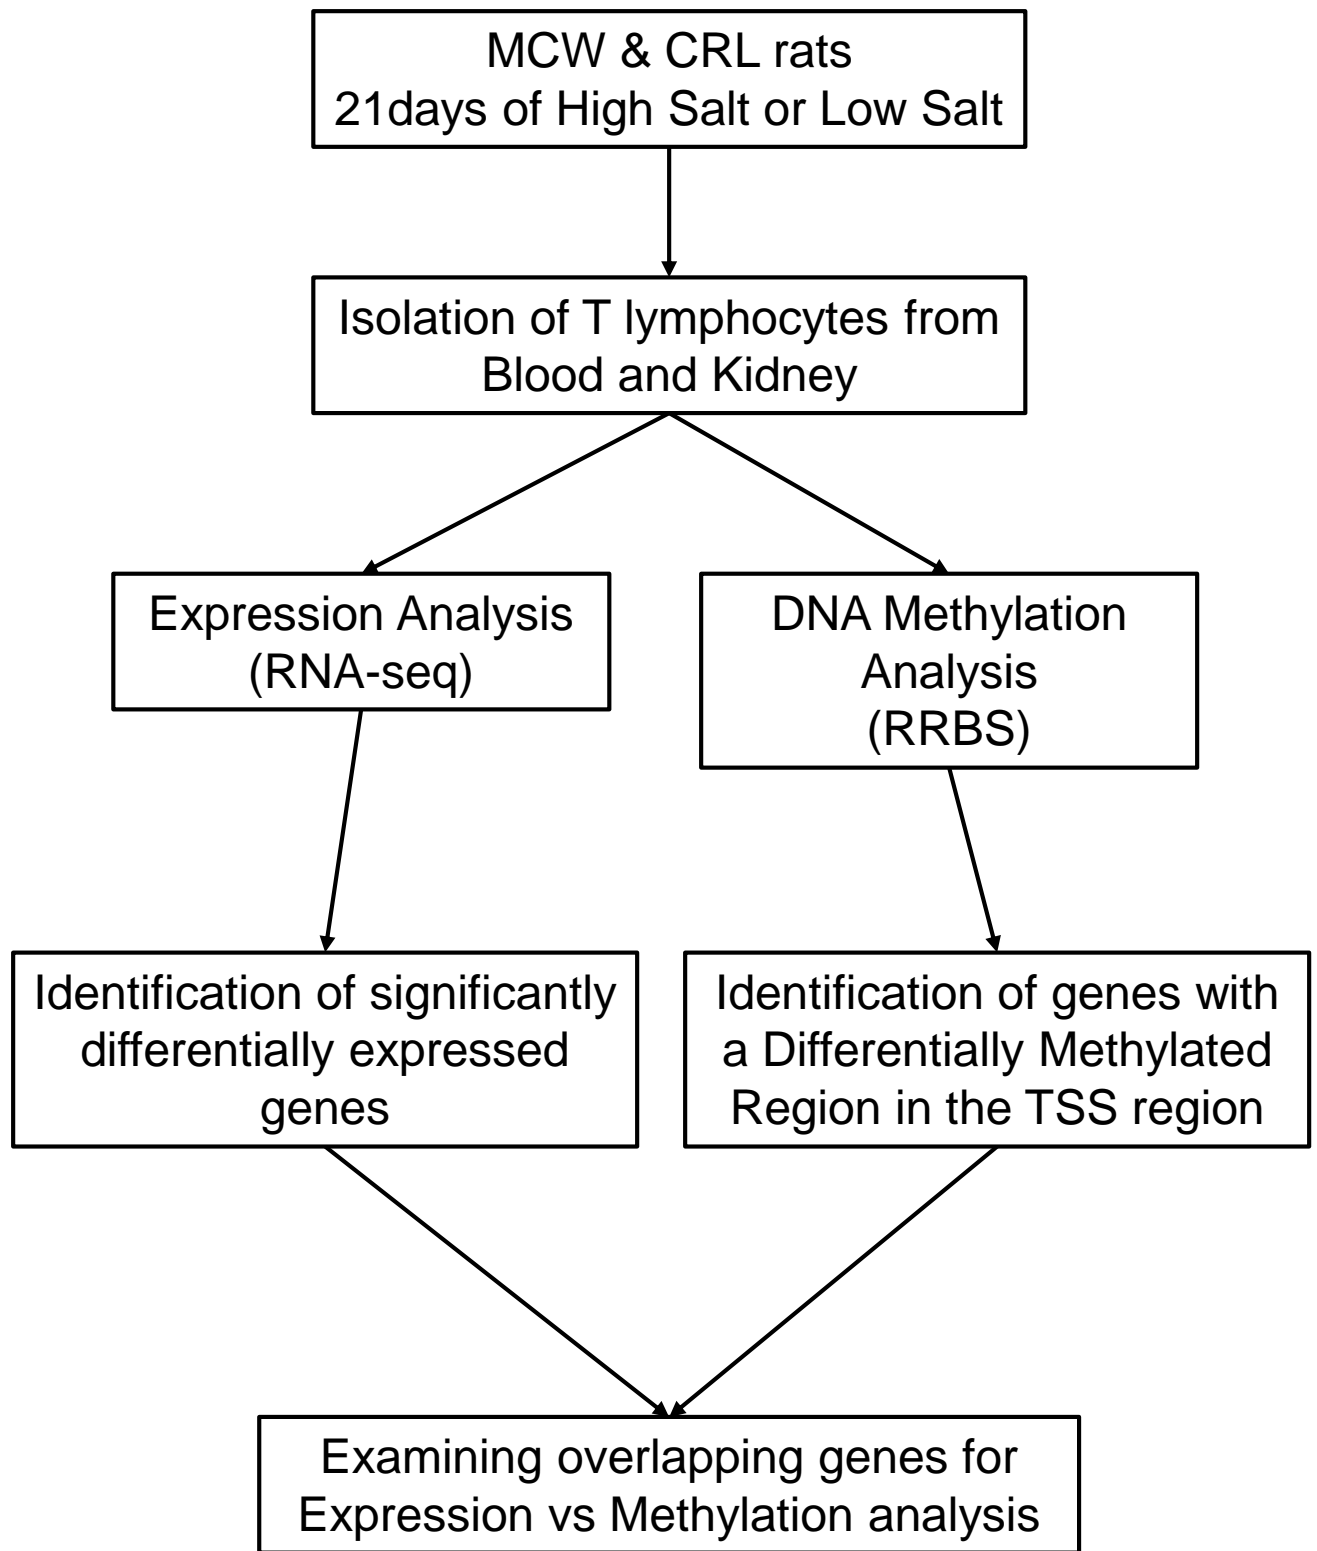 MCW & CRL rats
21days of High Salt or Low Salt
Isolation of T lymphocytes from
Blood and Kidney
Expression Analysis
(RNA-seq)
DNA Methylation
Analysis
(RRBS)
Identification of significantly
differentially expressed
genes
Identification of genes with
a Differentially Methylated
Region in the TSS region
Examining overlapping genes for
Expression vs Methylation analysis